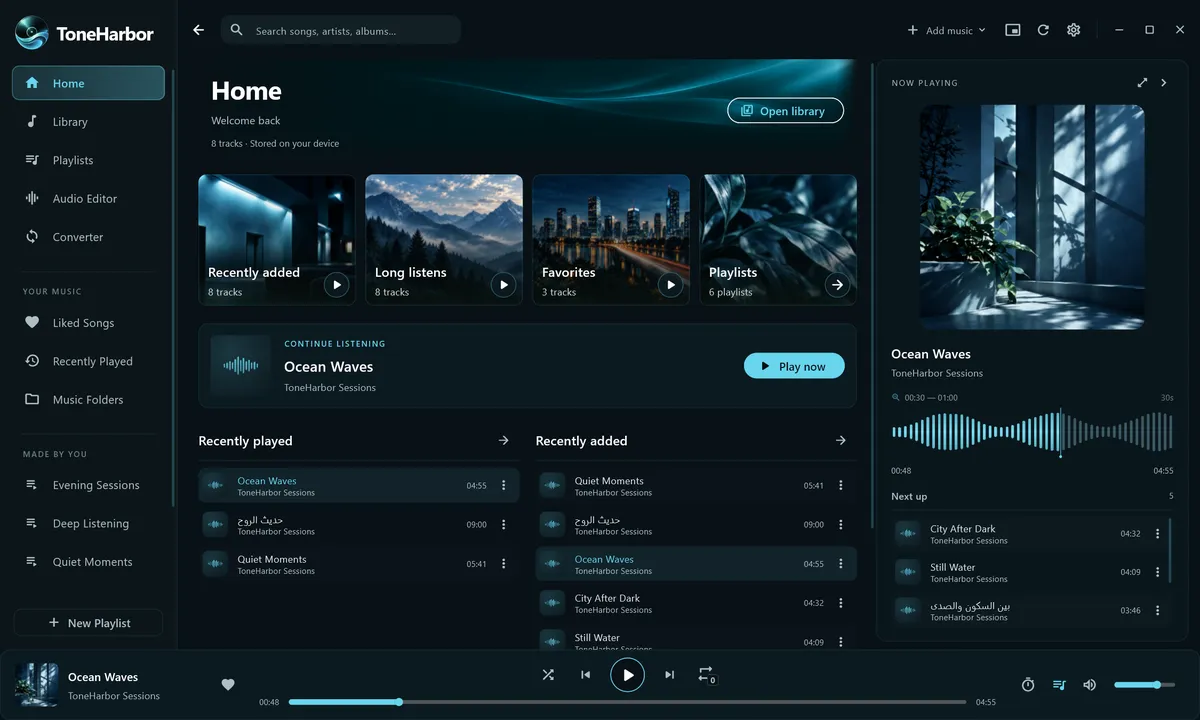 ToneHarbor
Search songs, artists, albums...
Add music
Home
Library
Playlists
Audio Editor
Converter
YOUR MUSIC
Liked Songs
Recently Played
Music Folders
MADE BY YOU
Evening Sessions
Deep Listening
Quiet Moments
New Playlist
Home
Welcome back
8 tracks · Stored on your device
Open library
Recently added
8 tracks
Long listens
8 tracks
Favorites
3 tracks
Playlists
6 playlists
CONTINUE LISTENING
Ocean Waves
ToneHarbor Sessions
Play now
Recently played
Ocean Waves
ToneHarbor Sessions
04:55
حديث الروح
ToneHarbor Sessions
09:00
Quiet Moments
ToneHarbor Sessions
05:41
Recently added
Quiet Moments
ToneHarbor Sessions
05:41
حديث الروح
ToneHarbor Sessions
09:00
Ocean Waves
ToneHarbor Sessions
04:55
City After Dark
ToneHarbor Sessions
04:32
Still Water
ToneHarbor Sessions
04:09
NOW PLAYING
Ocean Waves
ToneHarbor Sessions
00:30 — 01:00
30s
00:48
04:55
Next up
5
City After Dark
ToneHarbor Sessions
04:32
Still Water
ToneHarbor Sessions
04:09
بين السكون والصدى
ToneHarbor Sessions
03:46
Ocean Waves
ToneHarbor Sessions
00:48
0
04:55